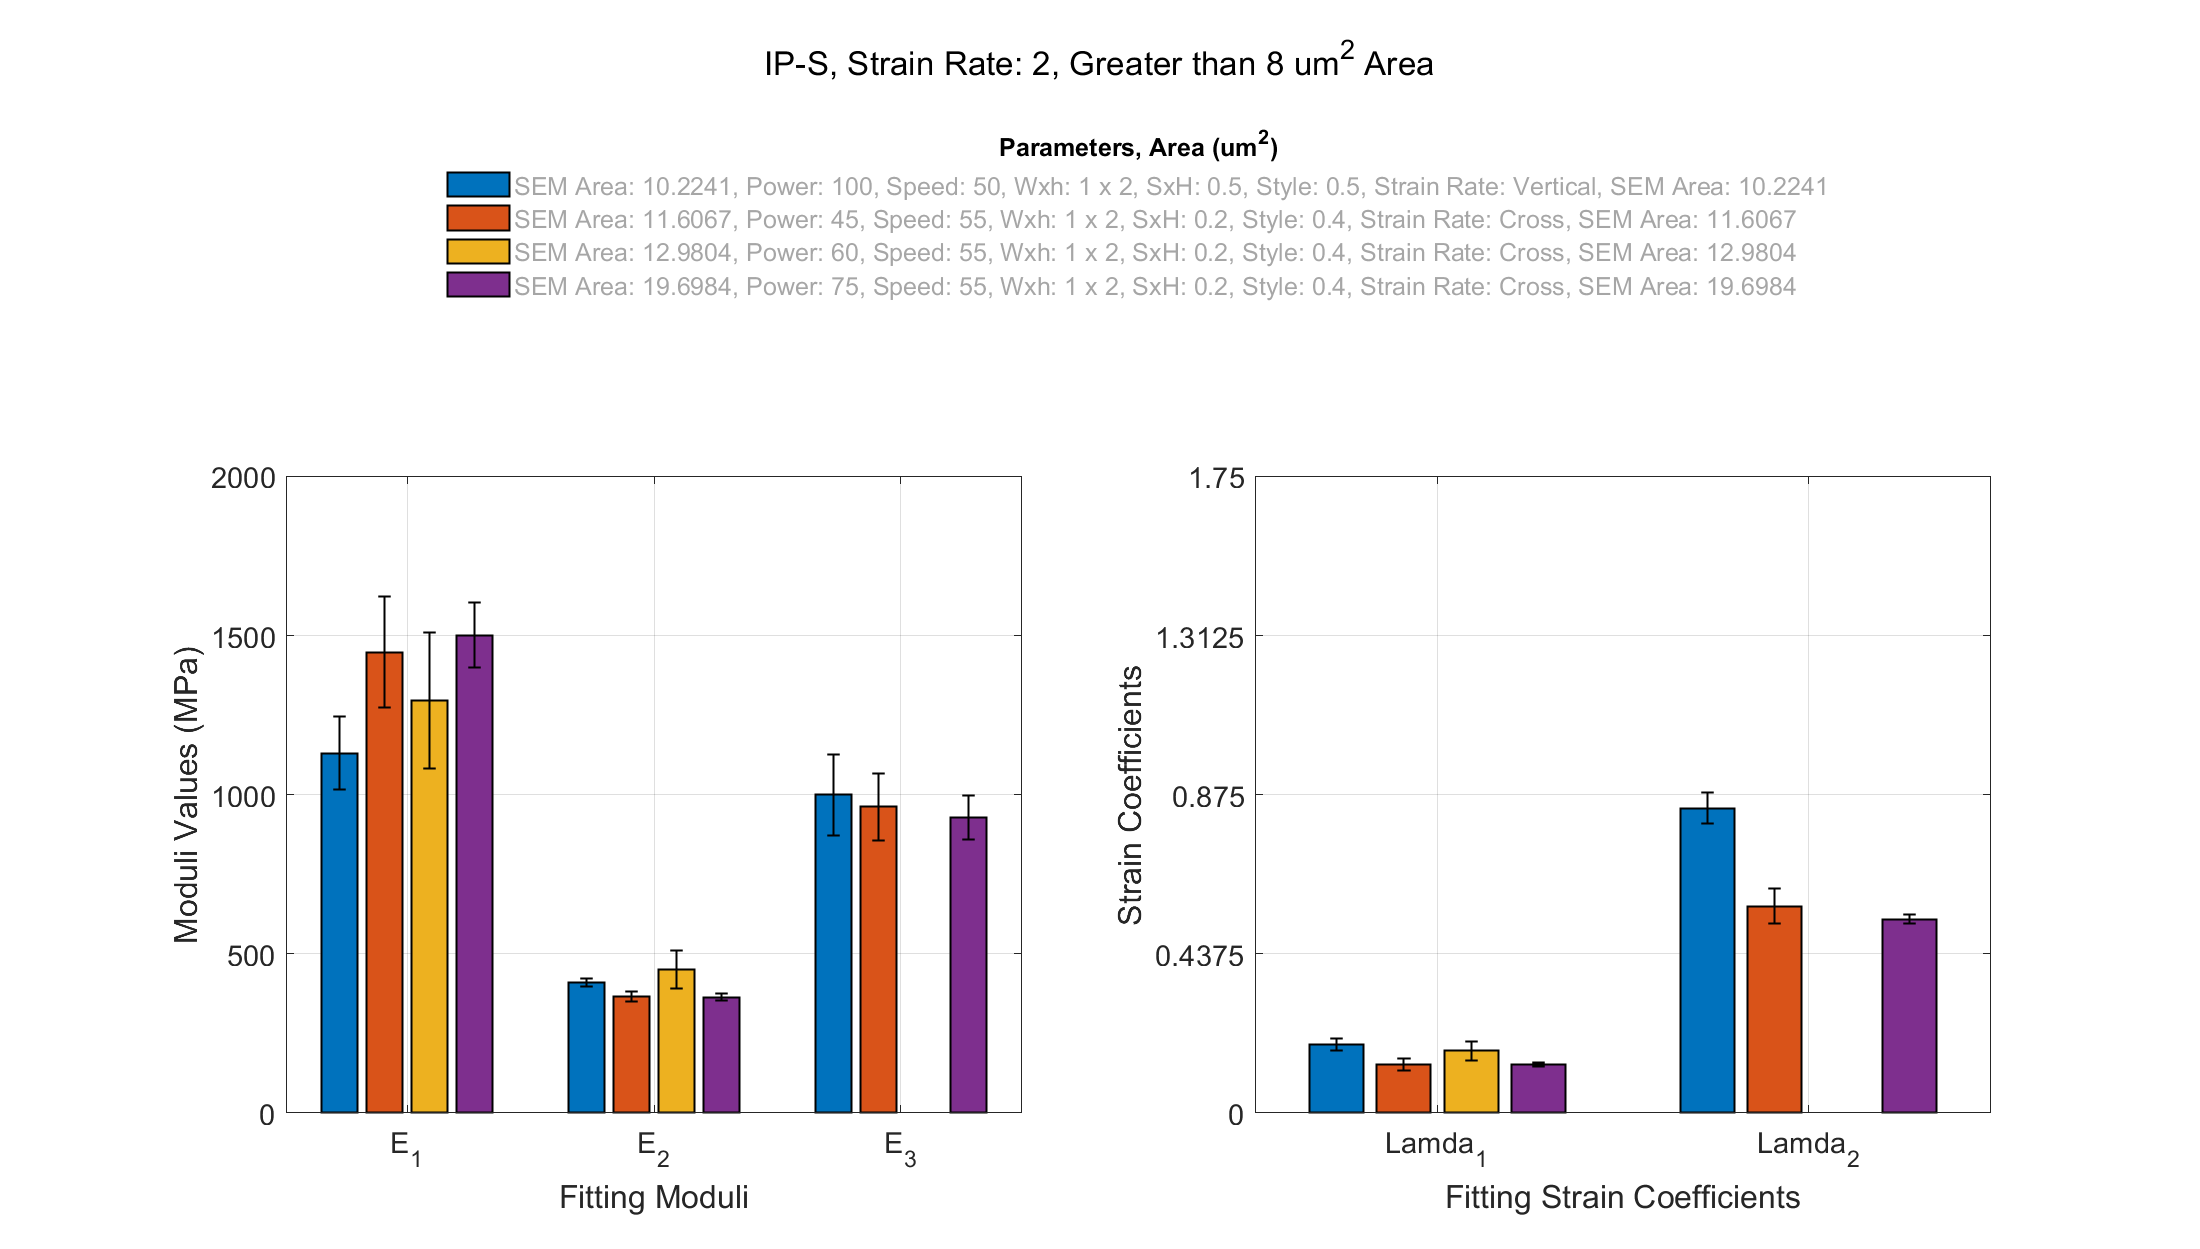 IP-S, Strain Rate: 2, Greater than 8 um² Area
Parameters, Area (um²)
SEM Area: 10.2241, Power: 100, Speed: 50, Wxh: 1 x 2, SxH: 0.5, Style: 0.5, Strain Rate: Vertical, SEM Area: 10.2241
SEM Area: 11.6067, Power: 45, Speed: 55, Wxh: 1 x 2, SxH: 0.2, Style: 0.4, Strain Rate: Cross, SEM Area: 11.6067
SEM Area: 12.9804, Power: 60, Speed: 55, Wxh: 1 x 2, SxH: 0.2, Style: 0.4, Strain Rate: Cross, SEM Area: 12.9804
SEM Area: 19.6984, Power: 75, Speed: 55, Wxh: 1 x 2, SxH: 0.2, Style: 0.4, Strain Rate: Cross, SEM Area: 19.6984
Moduli Values (MPa)
2000
1500
1000
500
0
E₁ E₂ E₃
Fitting Moduli
Strain Coefficients
1.75
1.3125
0.875
0.4375
0
Lamda₁ Lamda₂
Fitting Strain Coefficients